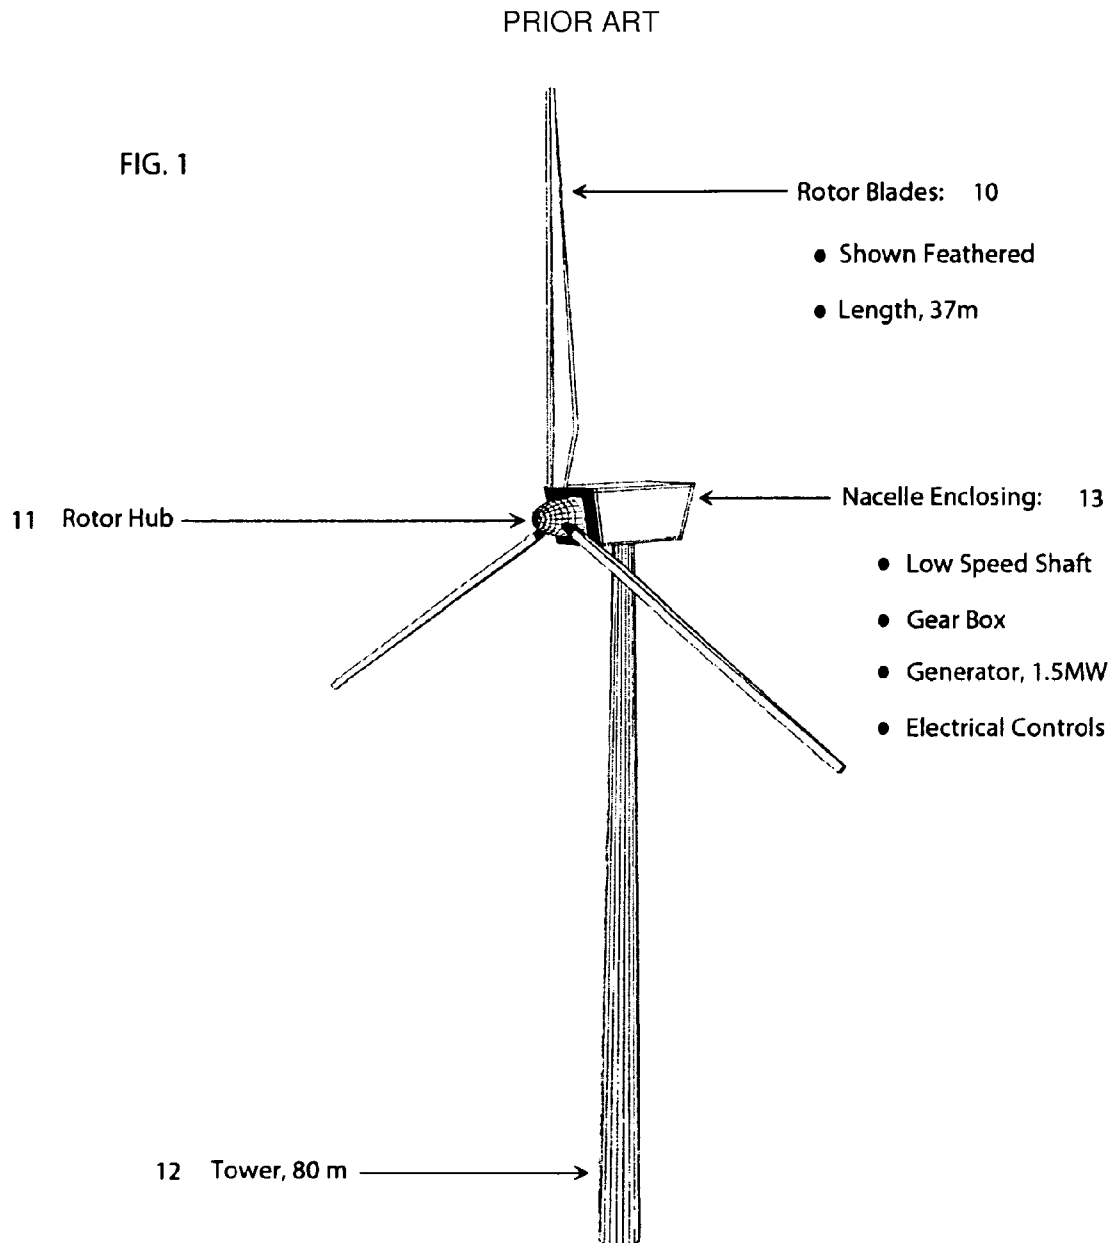 PRIOR ART
FIG. 1
Rotor Blades: 10
● Shown Feathered
● Length, 37m
11 Rotor Hub
Nacelle Enclosing: 13
● Low Speed Shaft
● Gear Box
● Generator, 1.5MW
● Electrical Controls
12 Tower, 80 m